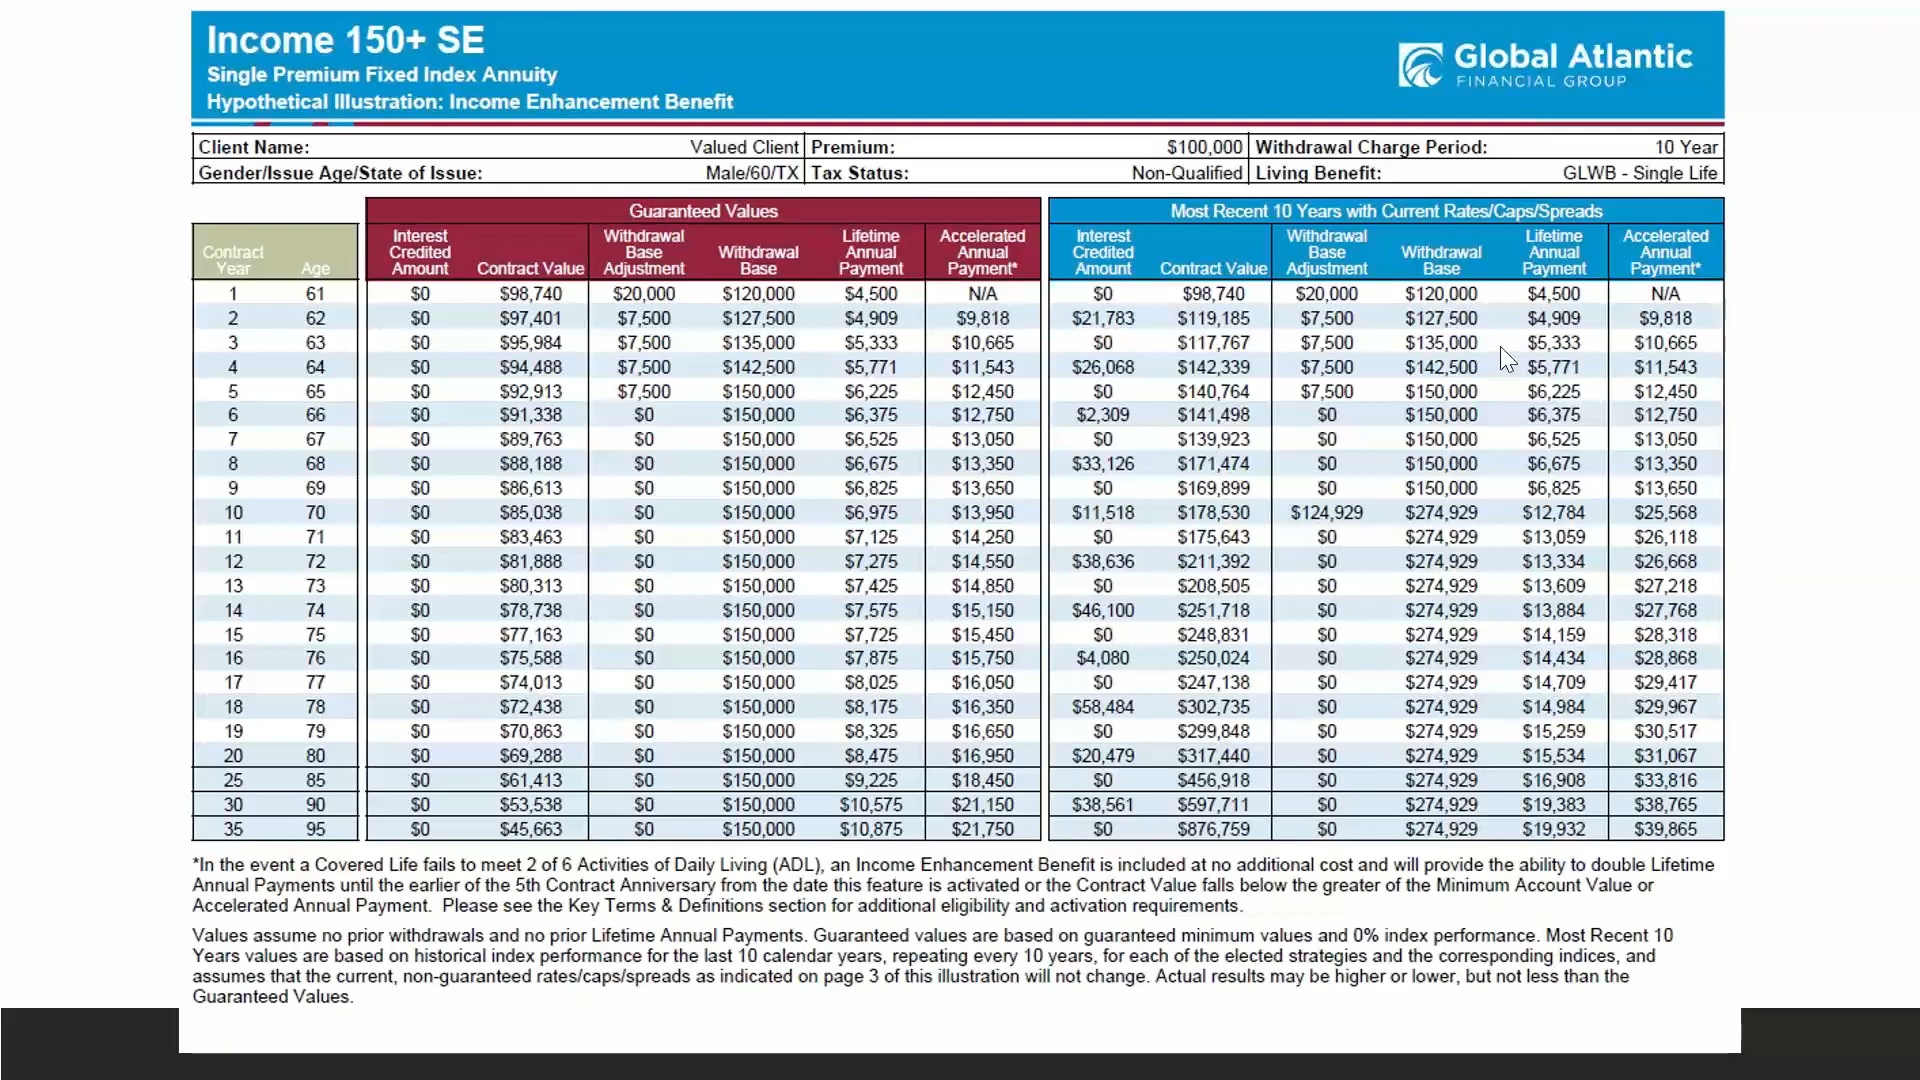 Income 150+ SE
Single Premium Fixed Index Annuity
Hypothetical Illustration: Income Enhancement Benefit
Global Atlantic
FINANCIAL GROUP
Client Name: Valued Client Premium: $100,000 Withdrawal Charge Period: 10 Year
Gender/Issue Age/State of Issue: Male/60/TX Tax Status: Non-Qualified Living Benefit: GLWB - Single Life
Guaranteed Values Most Recent 10 Years with Current Rates/Caps/Spreads
Contract Year Age Interest Credited Amount Contract Value Withdrawal Base Adjustment Withdrawal Base Lifetime Annual Payment Accelerated Annual Payment* Interest Credited Amount Contract Value Withdrawal Base Adjustment Withdrawal Base Lifetime Annual Payment Accelerated Annual Payment*
1 61 $0 $98,740 $20,000 $120,000 $4,500 N/A $0 $98,740 $20,000 $120,000 $4,500 N/A
2 62 $0 $97,401 $7,500 $127,500 $4,909 $9,818 $21,783 $119,185 $7,500 $127,500 $4,909 $9,818
3 63 $0 $95,984 $7,500 $135,000 $5,333 $10,665 $0 $117,767 $7,500 $135,000 $5,333 $10,665
4 64 $0 $94,488 $7,500 $142,500 $5,771 $11,543 $26,068 $142,339 $7,500 $142,500 $5,771 $11,543
5 65 $0 $92,913 $7,500 $150,000 $6,225 $12,450 $0 $140,764 $7,500 $150,000 $6,225 $12,450
6 66 $0 $91,338 $0 $150,000 $6,375 $12,750 $2,309 $141,498 $0 $150,000 $6,375 $12,750
7 67 $0 $89,763 $0 $150,000 $6,525 $13,050 $0 $139,923 $0 $150,000 $6,525 $13,050
8 68 $0 $88,188 $0 $150,000 $6,675 $13,350 $33,126 $171,474 $0 $150,000 $6,675 $13,350
9 69 $0 $86,613 $0 $150,000 $6,825 $13,650 $0 $169,899 $0 $150,000 $6,825 $13,650
10 70 $0 $85,038 $0 $150,000 $6,975 $13,950 $11,518 $178,530 $124,929 $274,929 $12,784 $25,568
11 71 $0 $83,463 $0 $150,000 $7,125 $14,250 $0 $175,643 $0 $274,929 $13,059 $26,118
12 72 $0 $81,888 $0 $150,000 $7,275 $14,550 $38,636 $211,392 $0 $274,929 $13,334 $26,668
13 73 $0 $80,313 $0 $150,000 $7,425 $14,850 $0 $208,505 $0 $274,929 $13,609 $27,218
14 74 $0 $78,738 $0 $150,000 $7,575 $15,150 $46,100 $251,718 $0 $274,929 $13,884 $27,768
15 75 $0 $77,163 $0 $150,000 $7,725 $15,450 $0 $248,831 $0 $274,929 $14,159 $28,318
16 76 $0 $75,588 $0 $150,000 $7,875 $15,750 $4,080 $250,024 $0 $274,929 $14,434 $28,868
17 77 $0 $74,013 $0 $150,000 $8,025 $16,050 $0 $247,138 $0 $274,929 $14,709 $29,417
18 78 $0 $72,438 $0 $150,000 $8,175 $16,350 $58,484 $302,735 $0 $274,929 $14,984 $29,967
19 79 $0 $70,863 $0 $150,000 $8,325 $16,650 $0 $299,848 $0 $274,929 $15,259 $30,517
20 80 $0 $69,288 $0 $150,000 $8,475 $16,950 $20,479 $317,440 $0 $274,929 $15,534 $31,067
25 85 $0 $61,413 $0 $150,000 $9,225 $18,450 $0 $456,918 $0 $274,929 $16,908 $33,816
30 90 $0 $53,538 $0 $150,000 $10,575 $21,150 $38,561 $597,711 $0 $274,929 $19,383 $38,765
35 95 $0 $45,663 $0 $150,000 $10,875 $21,750 $0 $876,759 $0 $274,929 $19,932 $39,865
*In the event a Covered Life fails to meet 2 of 6 Activities of Daily Living (ADL), an Income Enhancement Benefit is included at no additional cost and will provide the ability to double Lifetime
Annual Payments until the earlier of the 5th Contract Anniversary from the date this feature is activated or the Contract Value falls below the greater of the Minimum Account Value or
Accelerated Annual Payment. Please see the Key Terms & Definitions section for additional eligibility and activation requirements.
Values assume no prior withdrawals and no prior Lifetime Annual Payments. Guaranteed values are based on guaranteed minimum values and 0% index performance. Most Recent 10
Years values are based on historical index performance for the last 10 calendar years, repeating every 10 years, for each of the elected strategies and the corresponding indices, and
assumes that the current, non-guaranteed rates/caps/spreads as indicated on page 3 of this illustration will not change. Actual results may be higher or lower, but not less than the
Guaranteed Values.